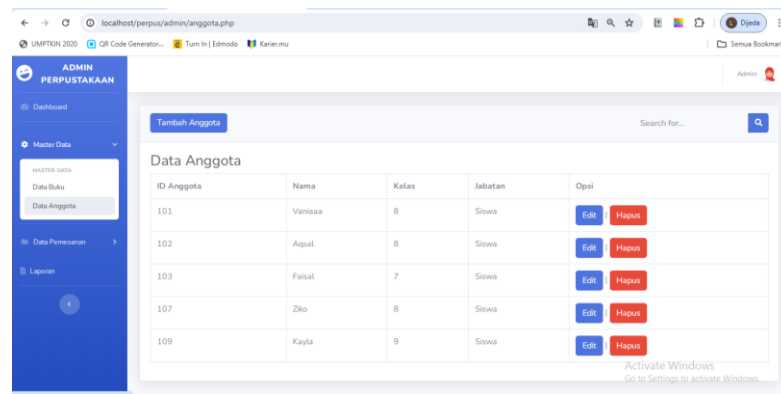 localhost/perpus/admin/anggota.php
Dijeda
UMPTKIN 2020 QR Code Generator... Turn In | Edmodo Karier.mu Semua Bookmar
ADMIN
PERPUSTAKAAN
Admin
Dashboard
Tambah Anggota Search for...
Master Data
MASTER DATA
Data Buku
Data Anggota
Data Pemesanan
Laporan
Data Anggota
ID Anggota Nama Kelas Jabatan Opsi
101 Vaniaaa 8 Siswa Edit | Hapus
102 Aqsal 8 Siswa Edit | Hapus
103 Faisal 7 Siswa Edit | Hapus
107 Ziko 8 Siswa Edit | Hapus
109 Kayla 9 Siswa Edit | Hapus
Activate Windows
Go to Settings to activate Windows.